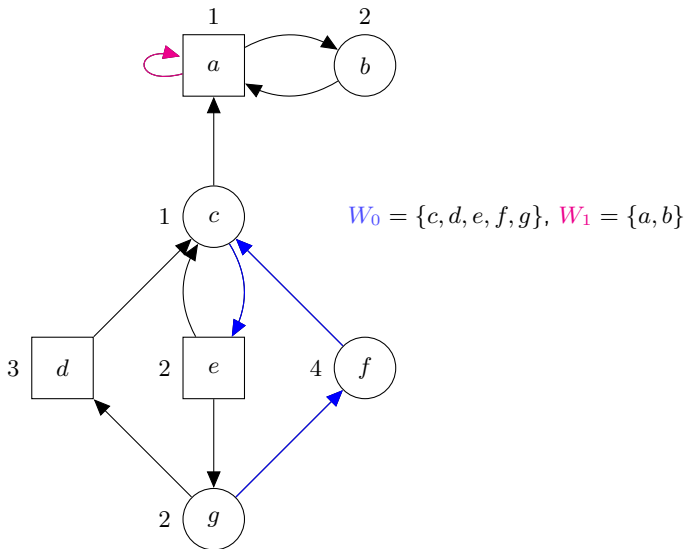 1 2
a b
1 c W₀ = {c, d, e, f, g}, W₁ = {a, b}
3 d 2 e 4 f
2 g